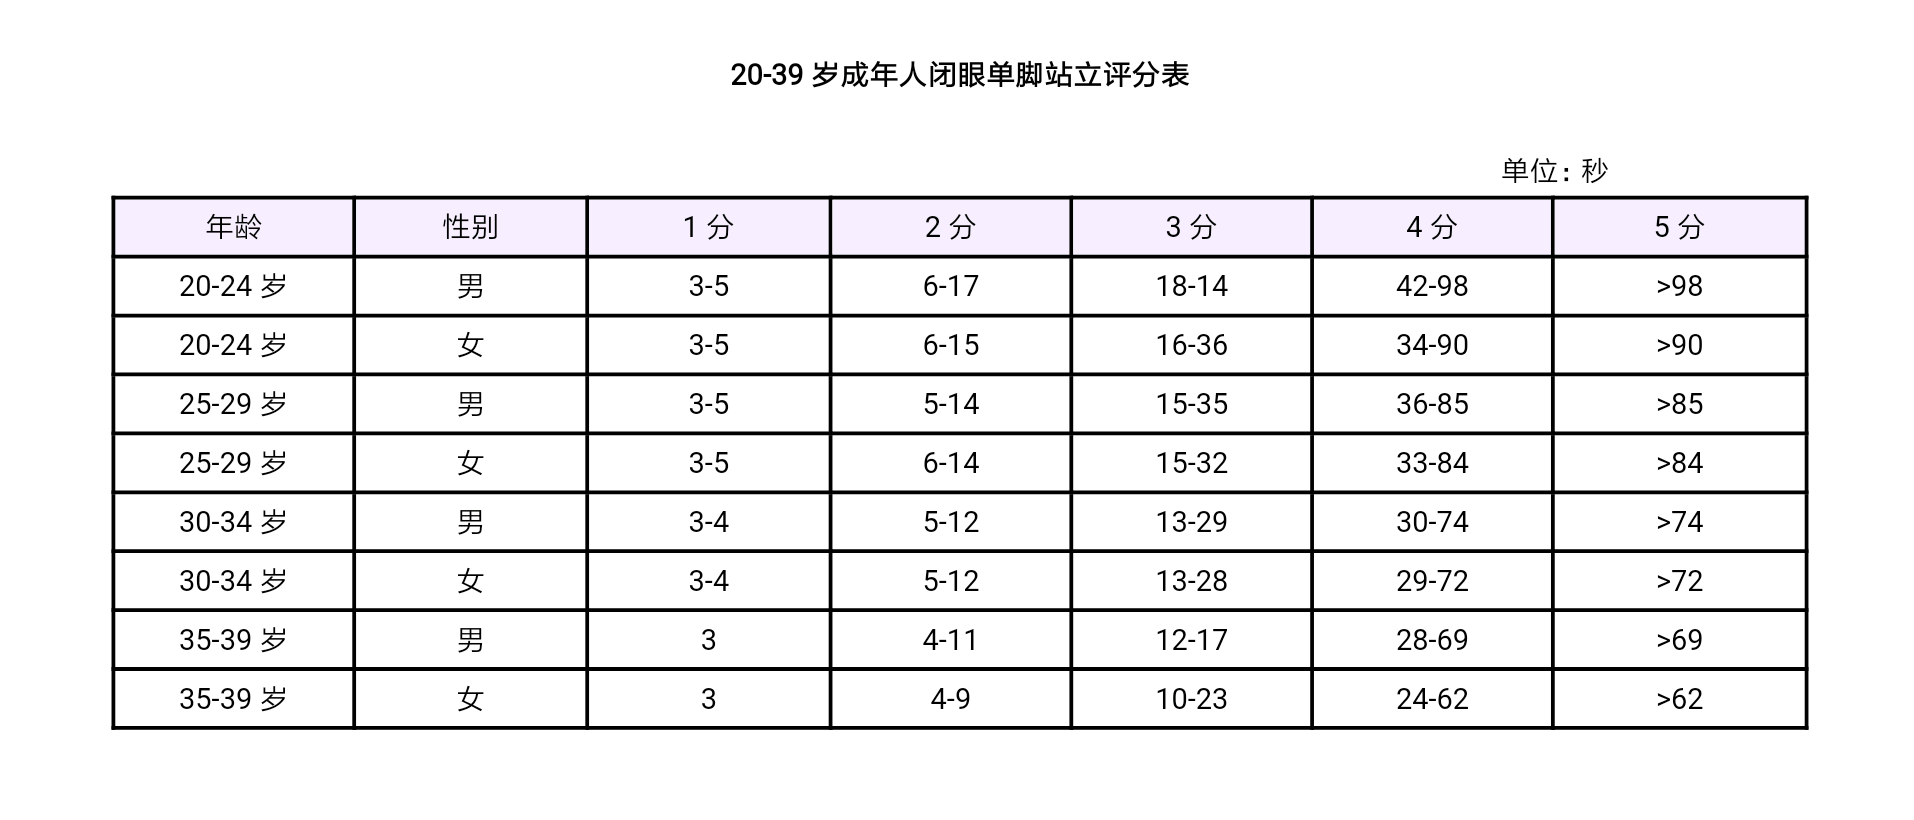 20-39 岁成年人闭眼单脚站立评分表
单位：秒
年龄 性别 1 分 2 分 3 分 4 分 5 分
20-24 岁 男 3-5 6-17 18-14 42-98 >98
20-24 岁 女 3-5 6-15 16-36 34-90 >90
25-29 岁 男 3-5 5-14 15-35 36-85 >85
25-29 岁 女 3-5 6-14 15-32 33-84 >84
30-34 岁 男 3-4 5-12 13-29 30-74 >74
30-34 岁 女 3-4 5-12 13-28 29-72 >72
35-39 岁 男 3 4-11 12-17 28-69 >69
35-39 岁 女 3 4-9 10-23 24-62 >62